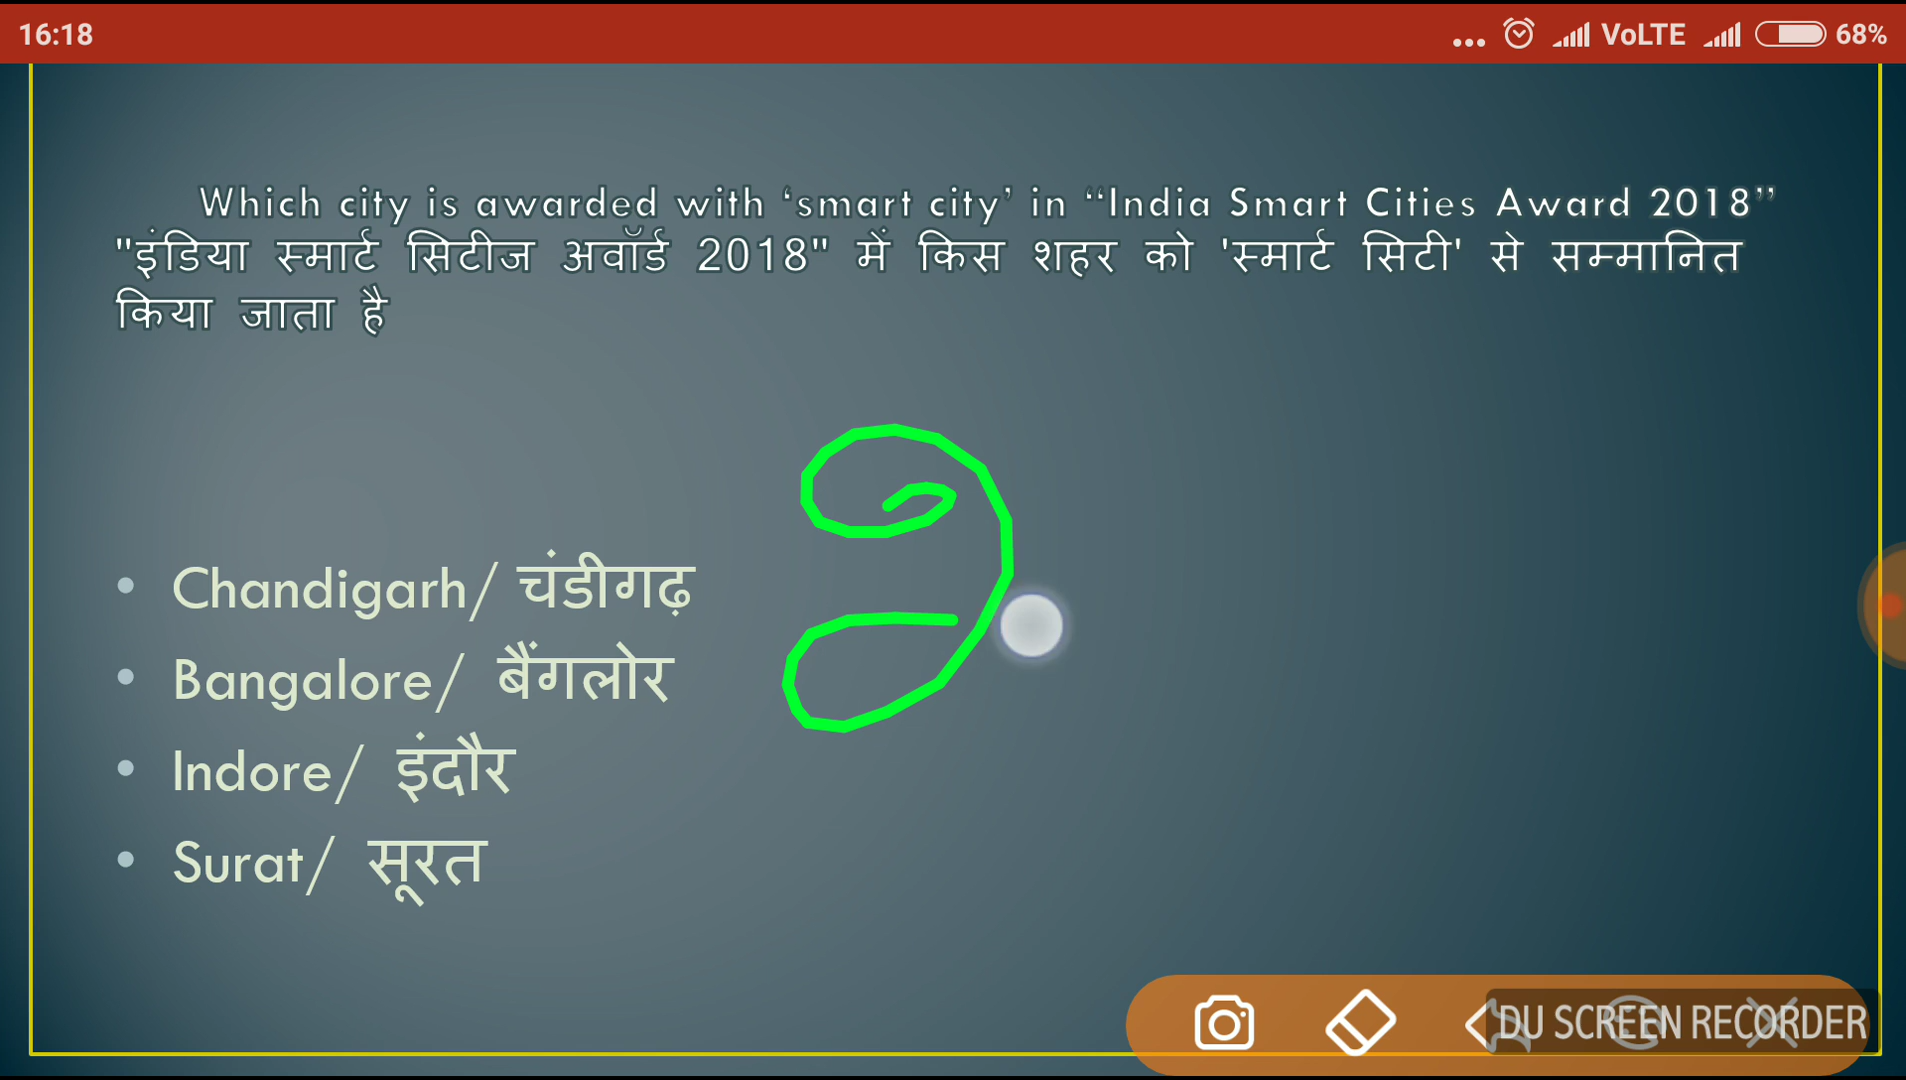 16:18
... VoLTE 68%
Which city is awarded with ‘smart city’ in “India Smart Cities Award 2018”
"इंडिया स्मार्ट सिटीज अवॉर्ड 2018" में किस शहर को 'स्मार्ट सिटी' से सम्मानित
किया जाता है
• Chandigarh/ चंडीगढ़
• Bangalore/ बैंगलोर
• Indore/ इंदौर
• Surat/ सूरत
DU SCREEN RECORDER